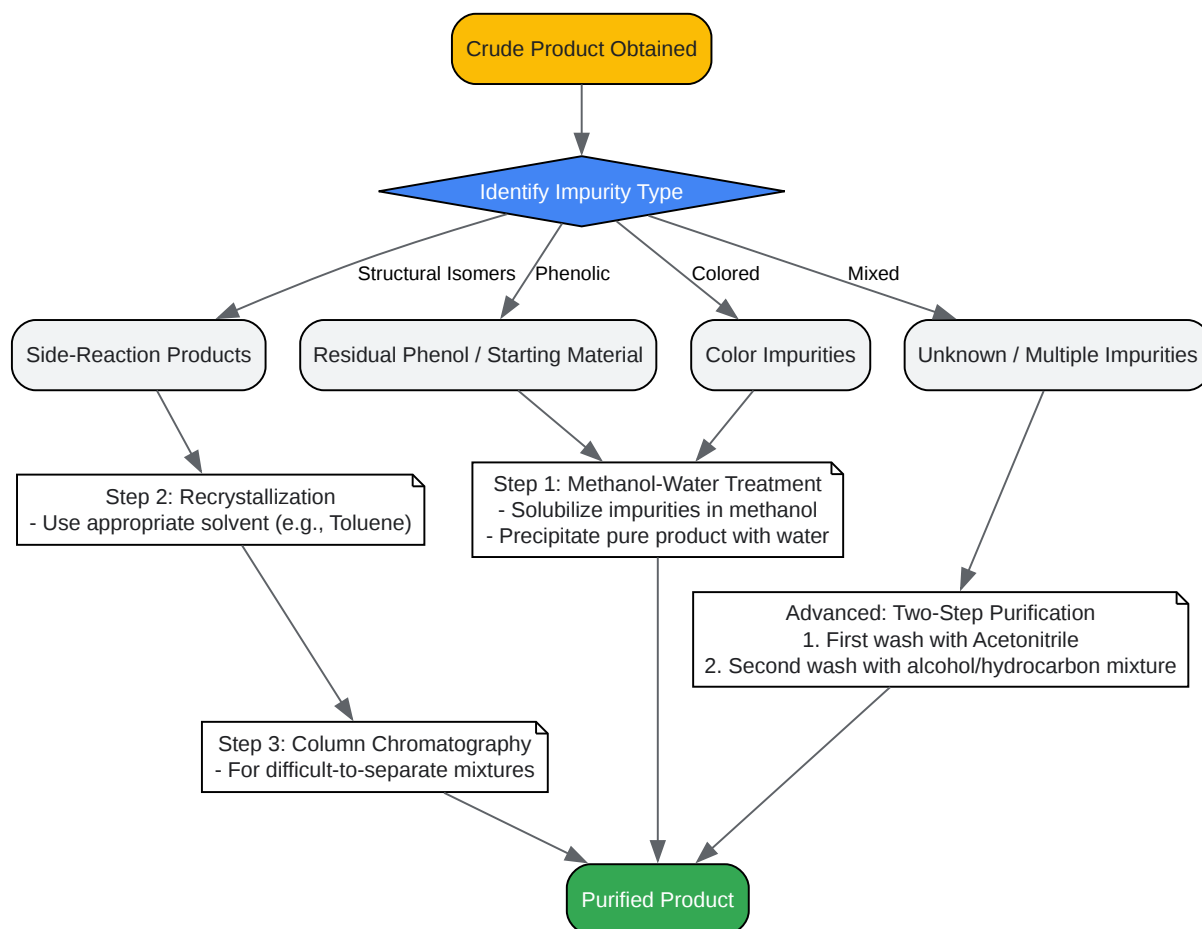 Crude Product Obtained
Identify Impurity Type
Structural Isomers
Phenolic
Colored
Mixed
Side-Reaction Products
Residual Phenol / Starting Material
Color Impurities
Unknown / Multiple Impurities
Step 2: Recrystallization
- Use appropriate solvent (e.g., Toluene)
Step 1: Methanol-Water Treatment
- Solubilize impurities in methanol
- Precipitate pure product with water
Advanced: Two-Step Purification
1. First wash with Acetonitrile
2. Second wash with alcohol/hydrocarbon mixture
Step 3: Column Chromatography
- For difficult-to-separate mixtures
Purified Product